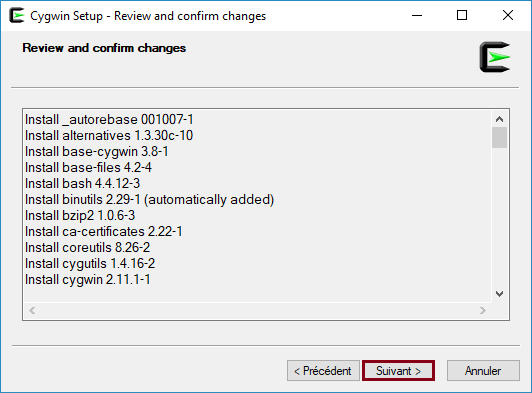 Cygwin Setup - Review and confirm changes
Review and confirm changes
Install _autorebase 001007-1
Install alternatives 1.3.30c-10
Install base-cygwin 3.8-1
Install base-files 4.2-4
Install bash 4.4.12-3
Install binutils 2.29-1 (automatically added)
Install bzip2 1.0.6-3
Install ca-certificates 2.22-1
Install coreutils 8.26-2
Install cygutils 1.4.16-2
Install cygwin 2.11.1-1
< Précédent
Suivant >
Annuler